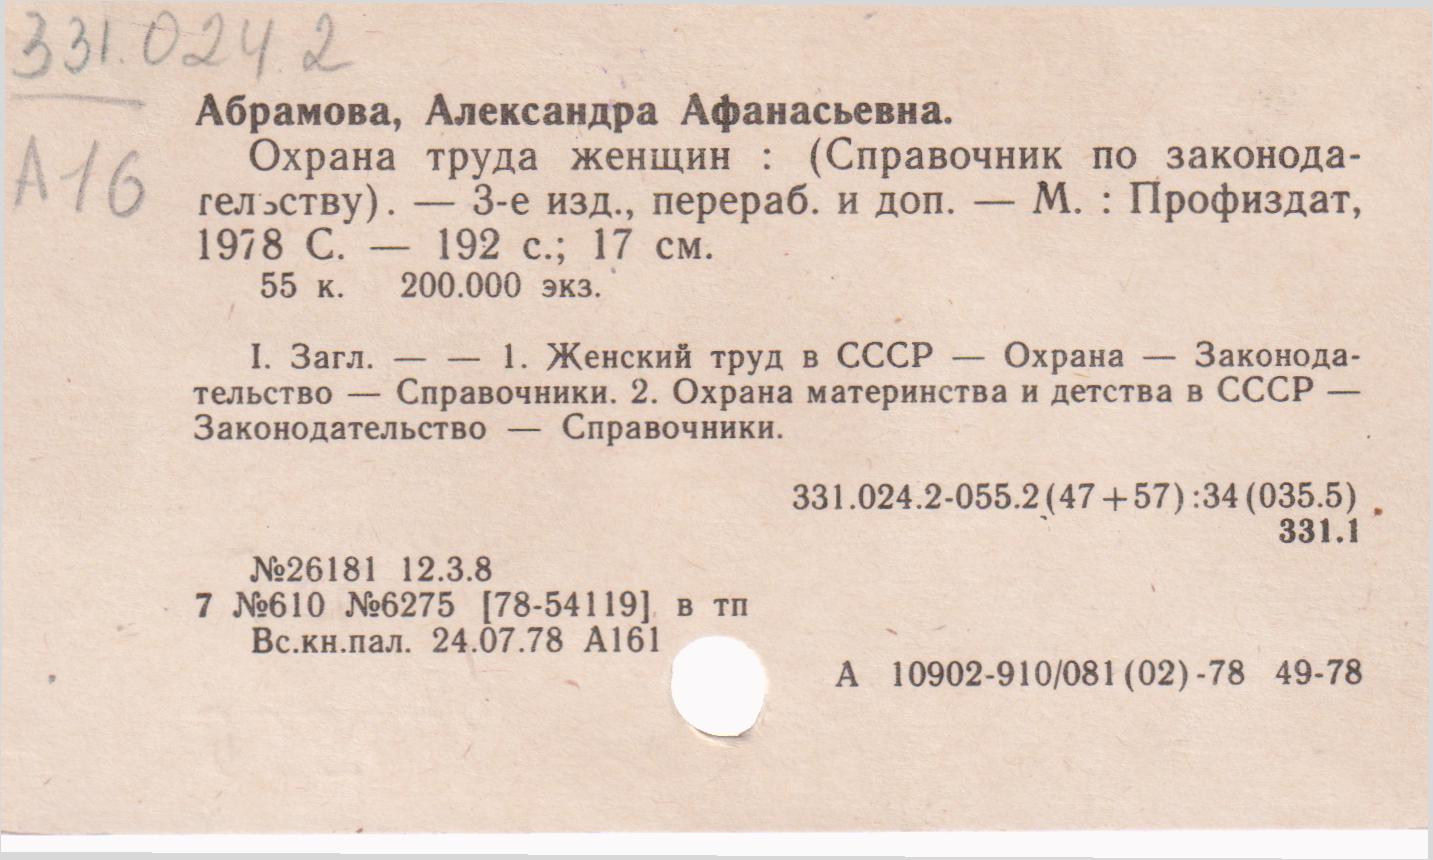 331.024.2
Абрамова, Александра Афанасьевна.
А16
Охрана труда женщин : (Справочник по законода-
тельству). — 3-е изд., перераб. и доп. — М. : Профиздат,
1978 С. — 192 с.; 17 см.
55 к. 200.000 экз.
I. Загл. — — 1. Женский труд в СССР — Охрана — Законода-
тельство — Справочники. 2. Охрана материнства и детства в СССР —
Законодательство — Справочники.
331.024.2-055.2(47+57):34(035.5)
331.1
№26181 12.3.8
7 №610 №6275 [78-54119] в тп
Вс.кн.пал. 24.07.78 А161
А 10902-910/081(02)-78 49-78